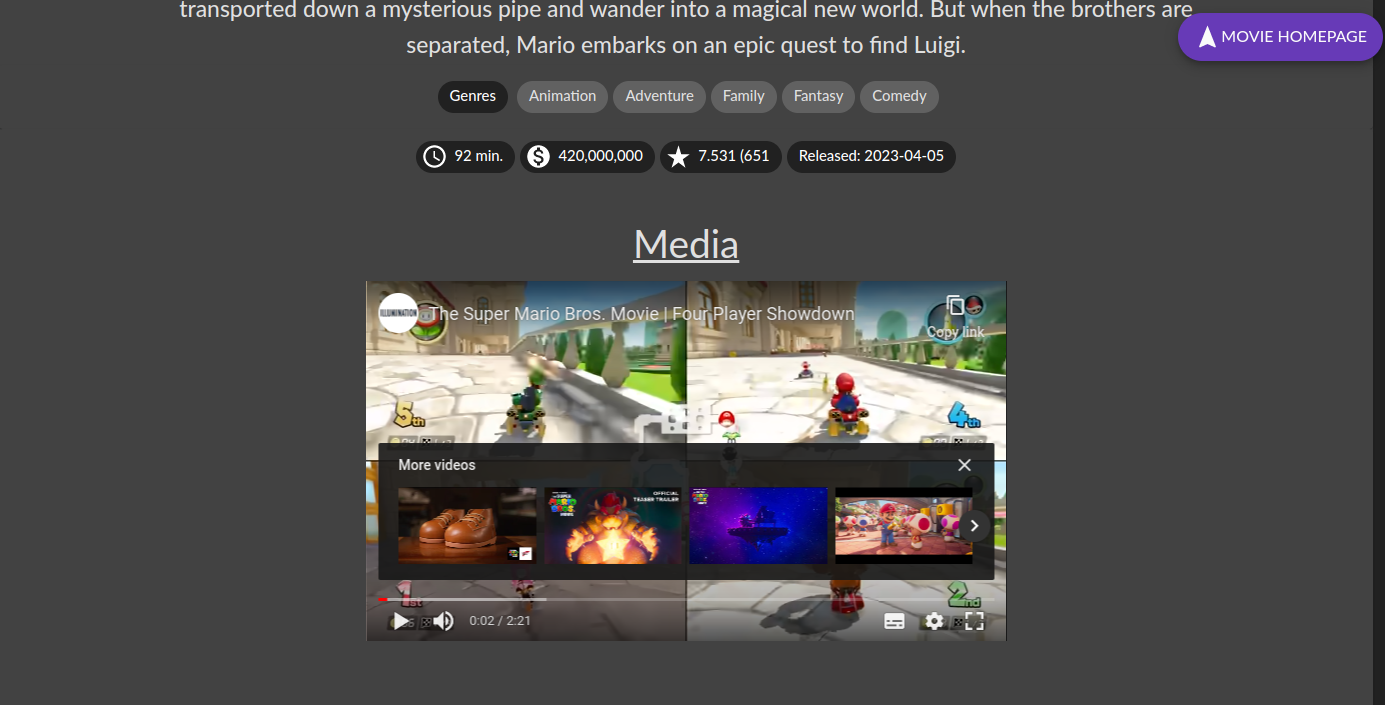 transported down a mysterious pipe and wander into a magical new world. But when the brothers are
separated, Mario embarks on an epic quest to find Luigi.
MOVIE HOMEPAGE
Genres Animation Adventure Family Fantasy Comedy
92 min. 420,000,000 7.531 (651 Released: 2023-04-05
Media
ILLUMINATION The Super Mario Bros. Movie | Four Player Showdown
Copy link
5th 4th
More videos
OFFICIAL
TEASER TRAILER
SUPER
MARIO
BROS.
1st 2nd
0:02 / 2:21